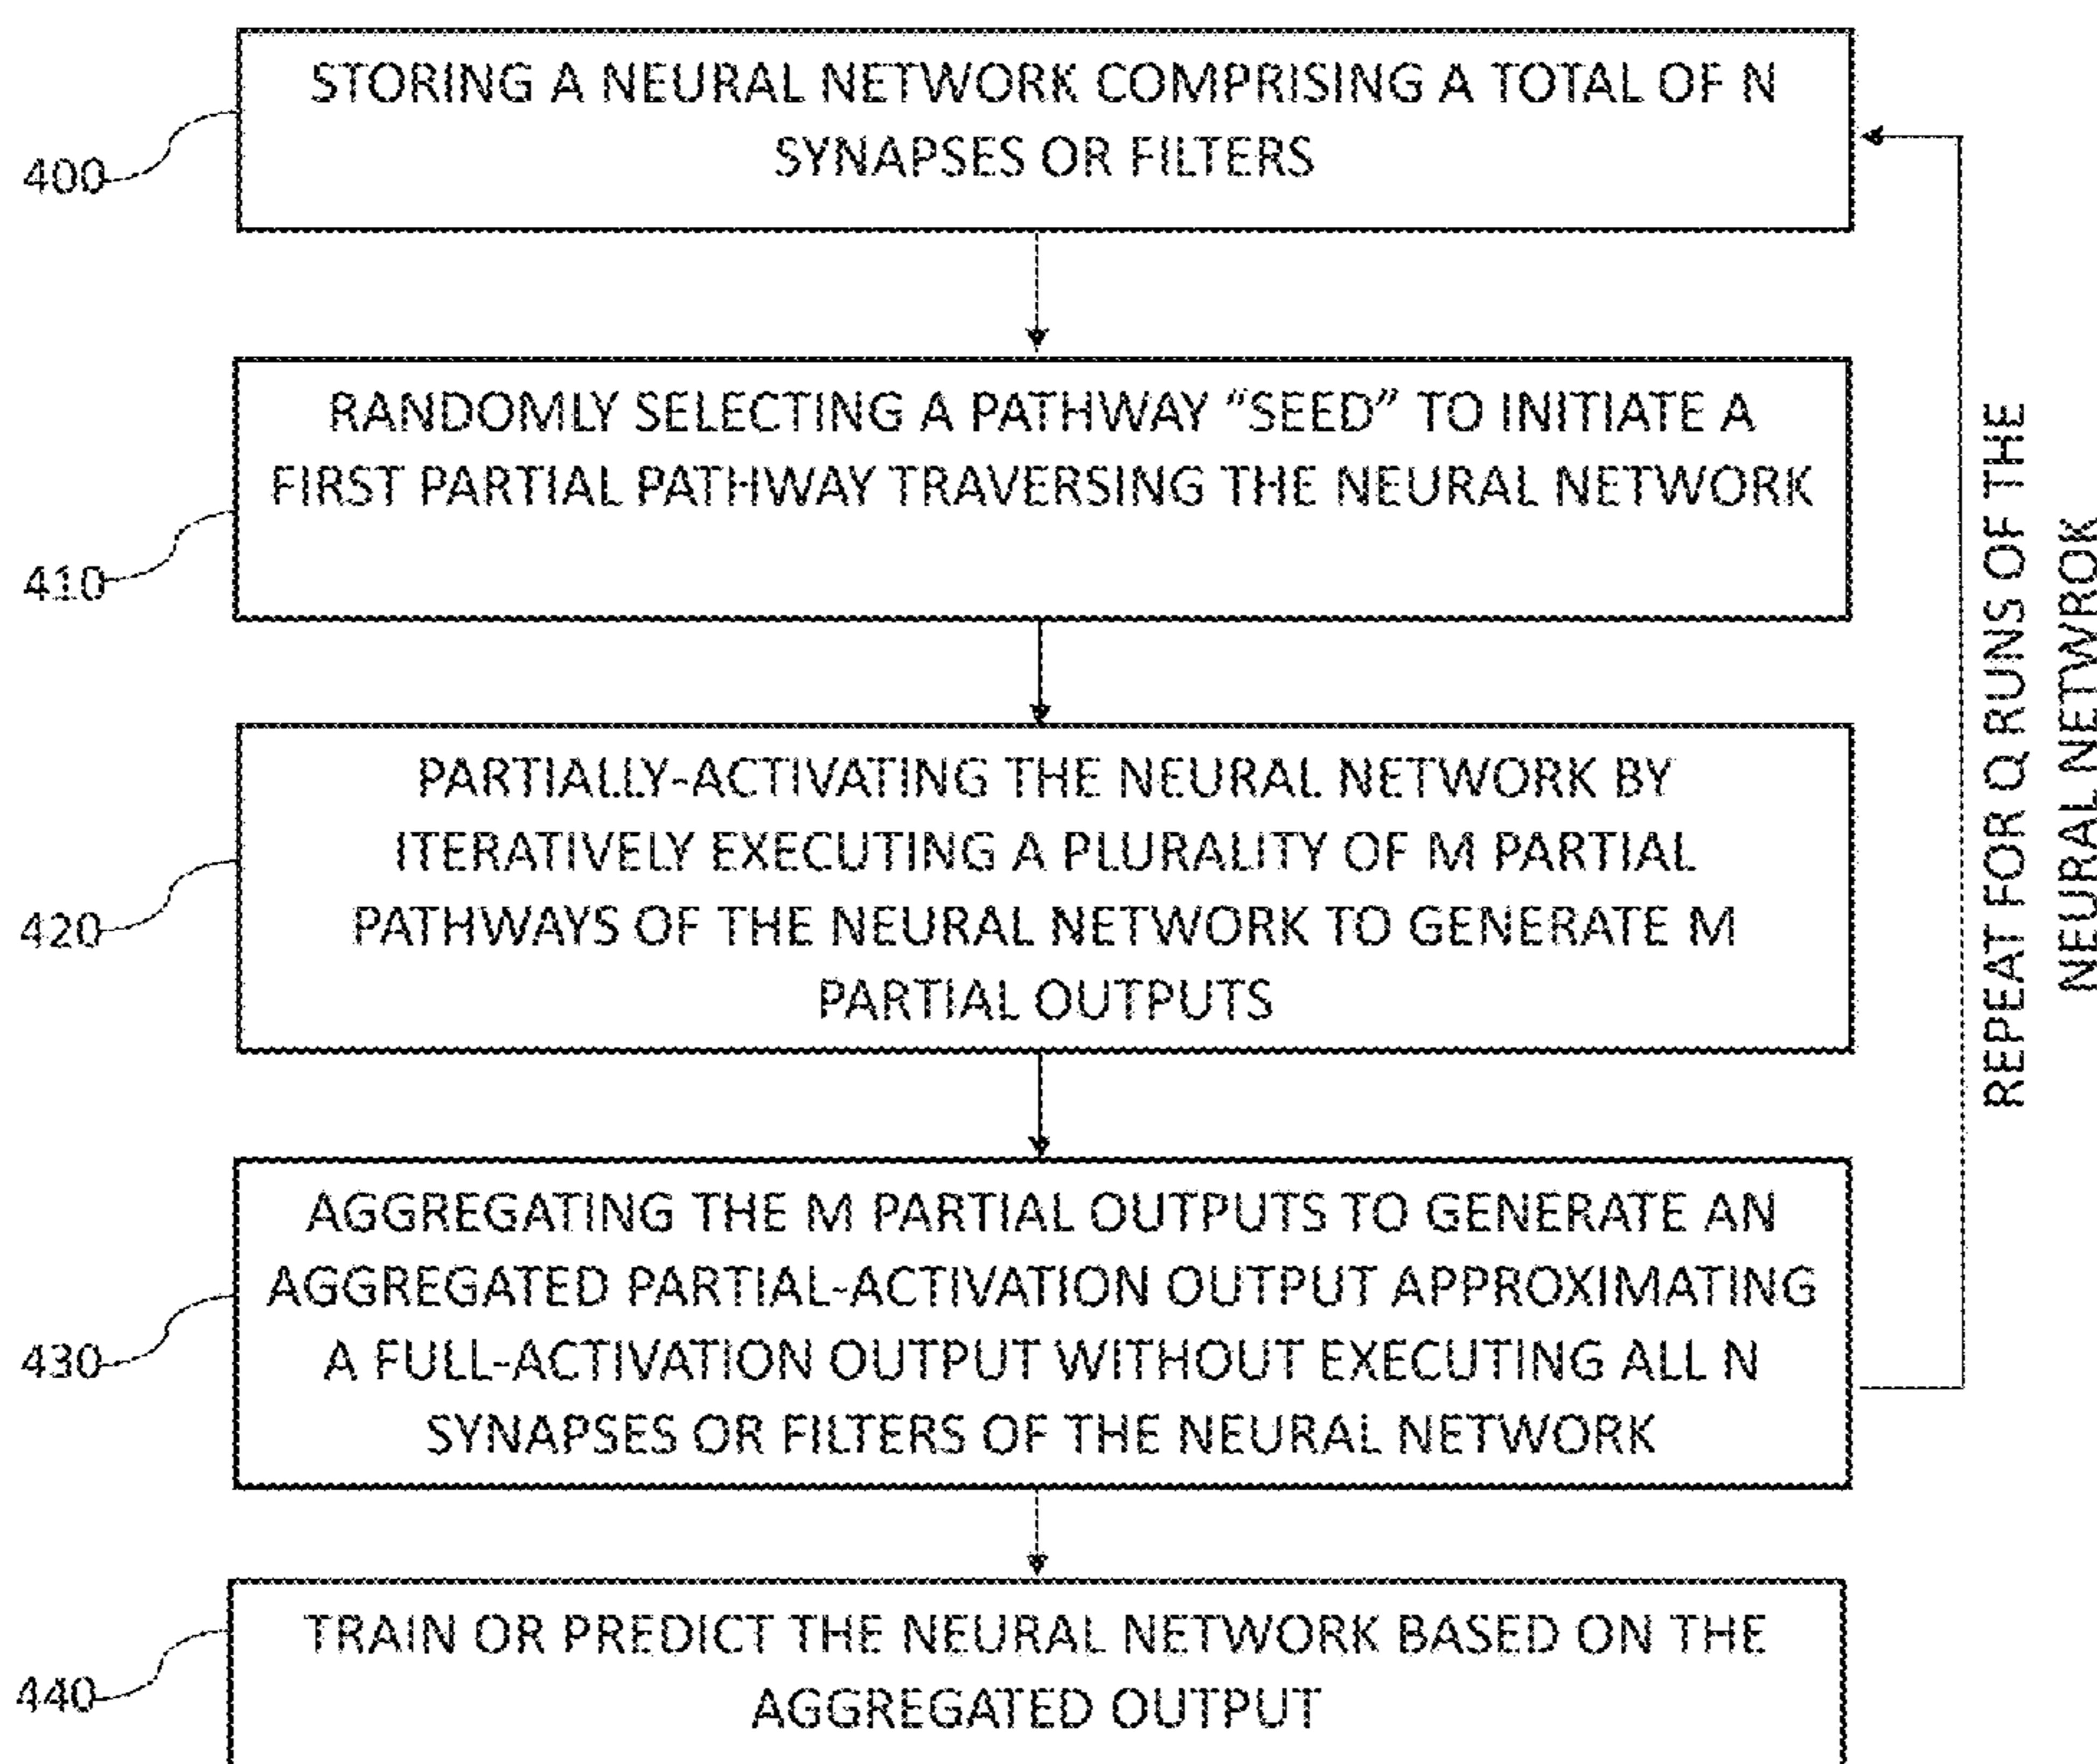 STORING A NEURAL NETWORK COMPRISING A TOTAL OF N
SYNAPSES OR FILTERS
400
RANDOMLY SELECTING A PATHWAY “SEED” TO INITIATE A
FIRST PARTIAL PATHWAY TRAVERSING THE NEURAL NETWORK
410
PARTIALLY-ACTIVATING THE NEURAL NETWORK BY
ITERATIVELY EXECUTING A PLURALITY OF M PARTIAL
PATHWAYS OF THE NEURAL NETWORK TO GENERATE M
PARTIAL OUTPUTS
420
AGGREGATING THE M PARTIAL OUTPUTS TO GENERATE AN
AGGREGATED PARTIAL-ACTIVATION OUTPUT APPROXIMATING
A FULL-ACTIVATION OUTPUT WITHOUT EXECUTING ALL N
SYNAPSES OR FILTERS OF THE NEURAL NETWORK
430
TRAIN OR PREDICT THE NEURAL NETWORK BASED ON THE
AGGREGATED OUTPUT
440
REPEAT FOR Q RUNS OF THE
NEURAL NETWROK